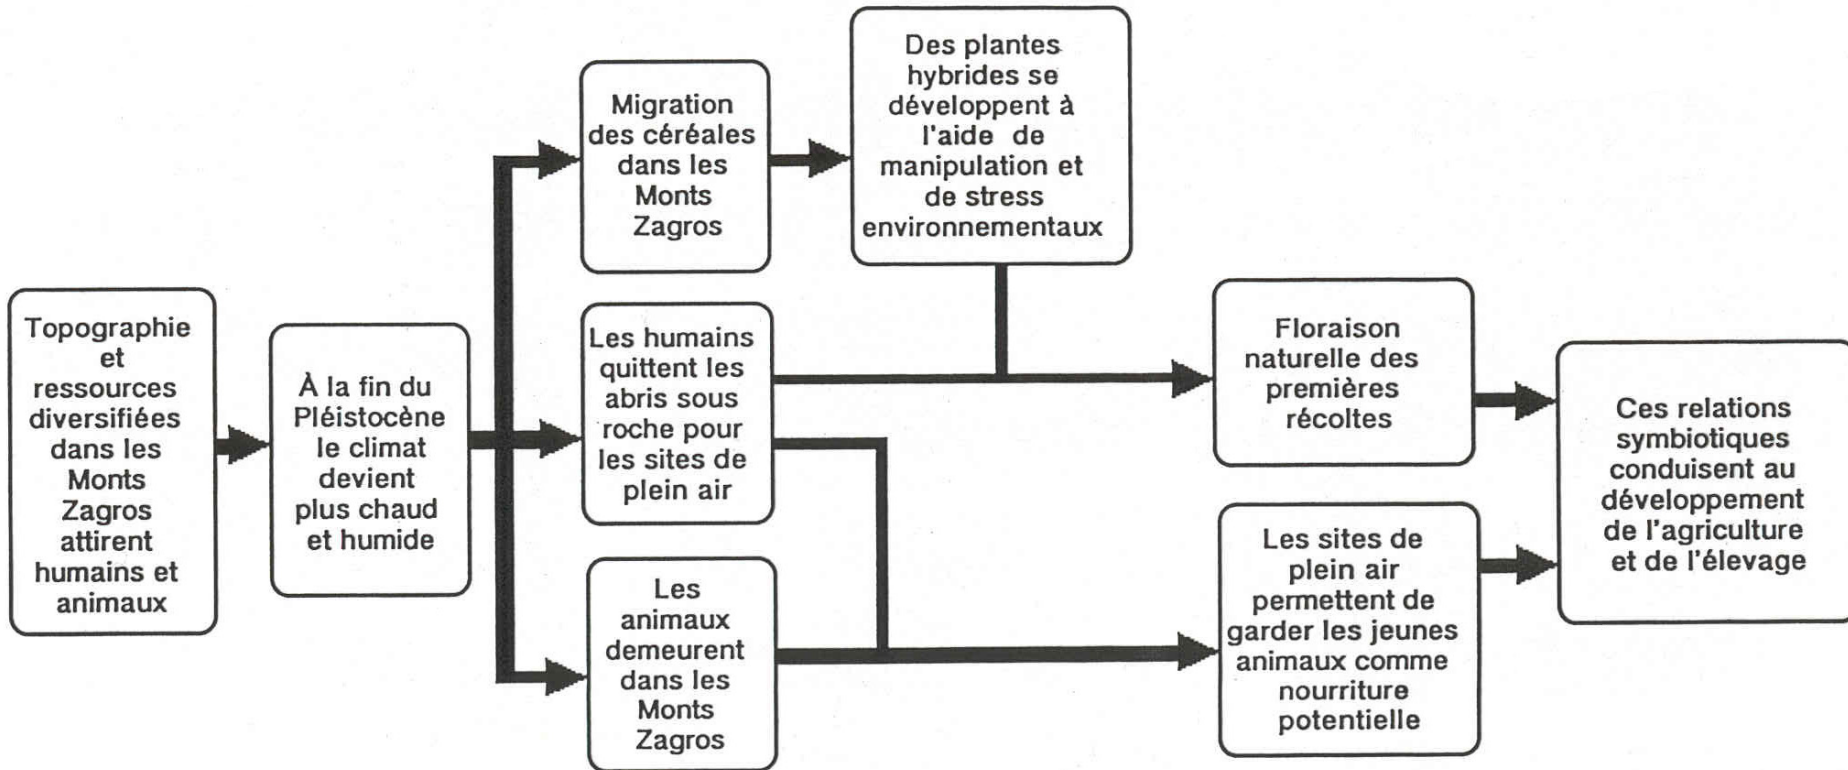 Topographie
et
ressources
diversifiées
dans les
Monts
Zagros
attirent
humains et
animaux
À la fin du
Pléistocène
le climat
devient
plus chaud
et humide
Migration
des céréales
dans les
Monts
Zagros
Des plantes
hybrides se
développent à
l'aide de
manipulation et
de stress
environnementaux
Les humains
quittent les
abris sous
roche pour
les sites de
plein air
Les
animaux
demeurent
dans les
Monts
Zagros
Floraison
naturelle des
premières
récoltes
Les sites de
plein air
permettent de
garder les jeunes
animaux comme
nourriture
potentielle
Ces relations
symbiotiques
conduisent au
développement
de l'agriculture
et de l'élevage